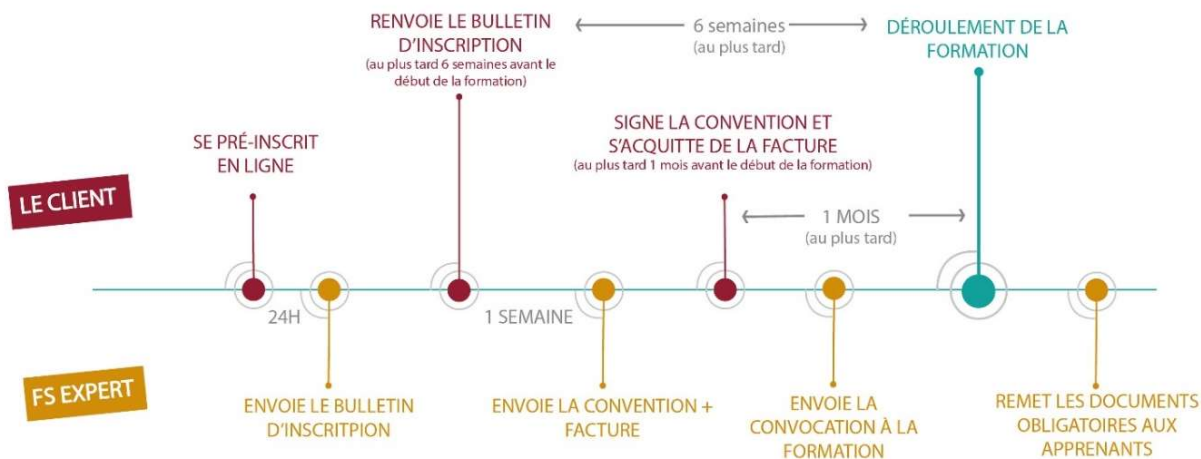 RENVOIE LE BULLETIN
D'INSCRIPTION
(au plus tard 6 semaines avant le
début de la formation)
6 semaines
(au plus tard)
DÉROULEMENT DE LA
FORMATION
SE PRÉ-INSCRIT
EN LIGNE
SIGNE LA CONVENTION ET
S'ACQUITTE DE LA FACTURE
(au plus tard 1 mois avant le début de la formation)
LE CLIENT
1 MOIS
(au plus tard)
24H
1 SEMAINE
FS EXPERT
ENVOIE LE BULLETIN
D'INSCRITPION
ENVOIE LA CONVENTION +
FACTURE
ENVOIE LA
CONVOCATION À LA
FORMATION
REMET LES DOCUMENTS
OBLIGATOIRES AUX
APPRENANTS